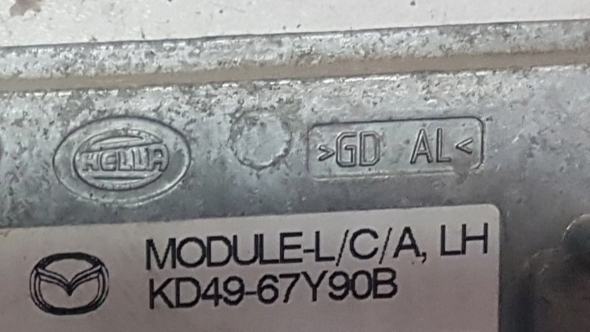 HELLA
>GD AL<
MODULE-L/C/A, LH
KD49-67Y90B